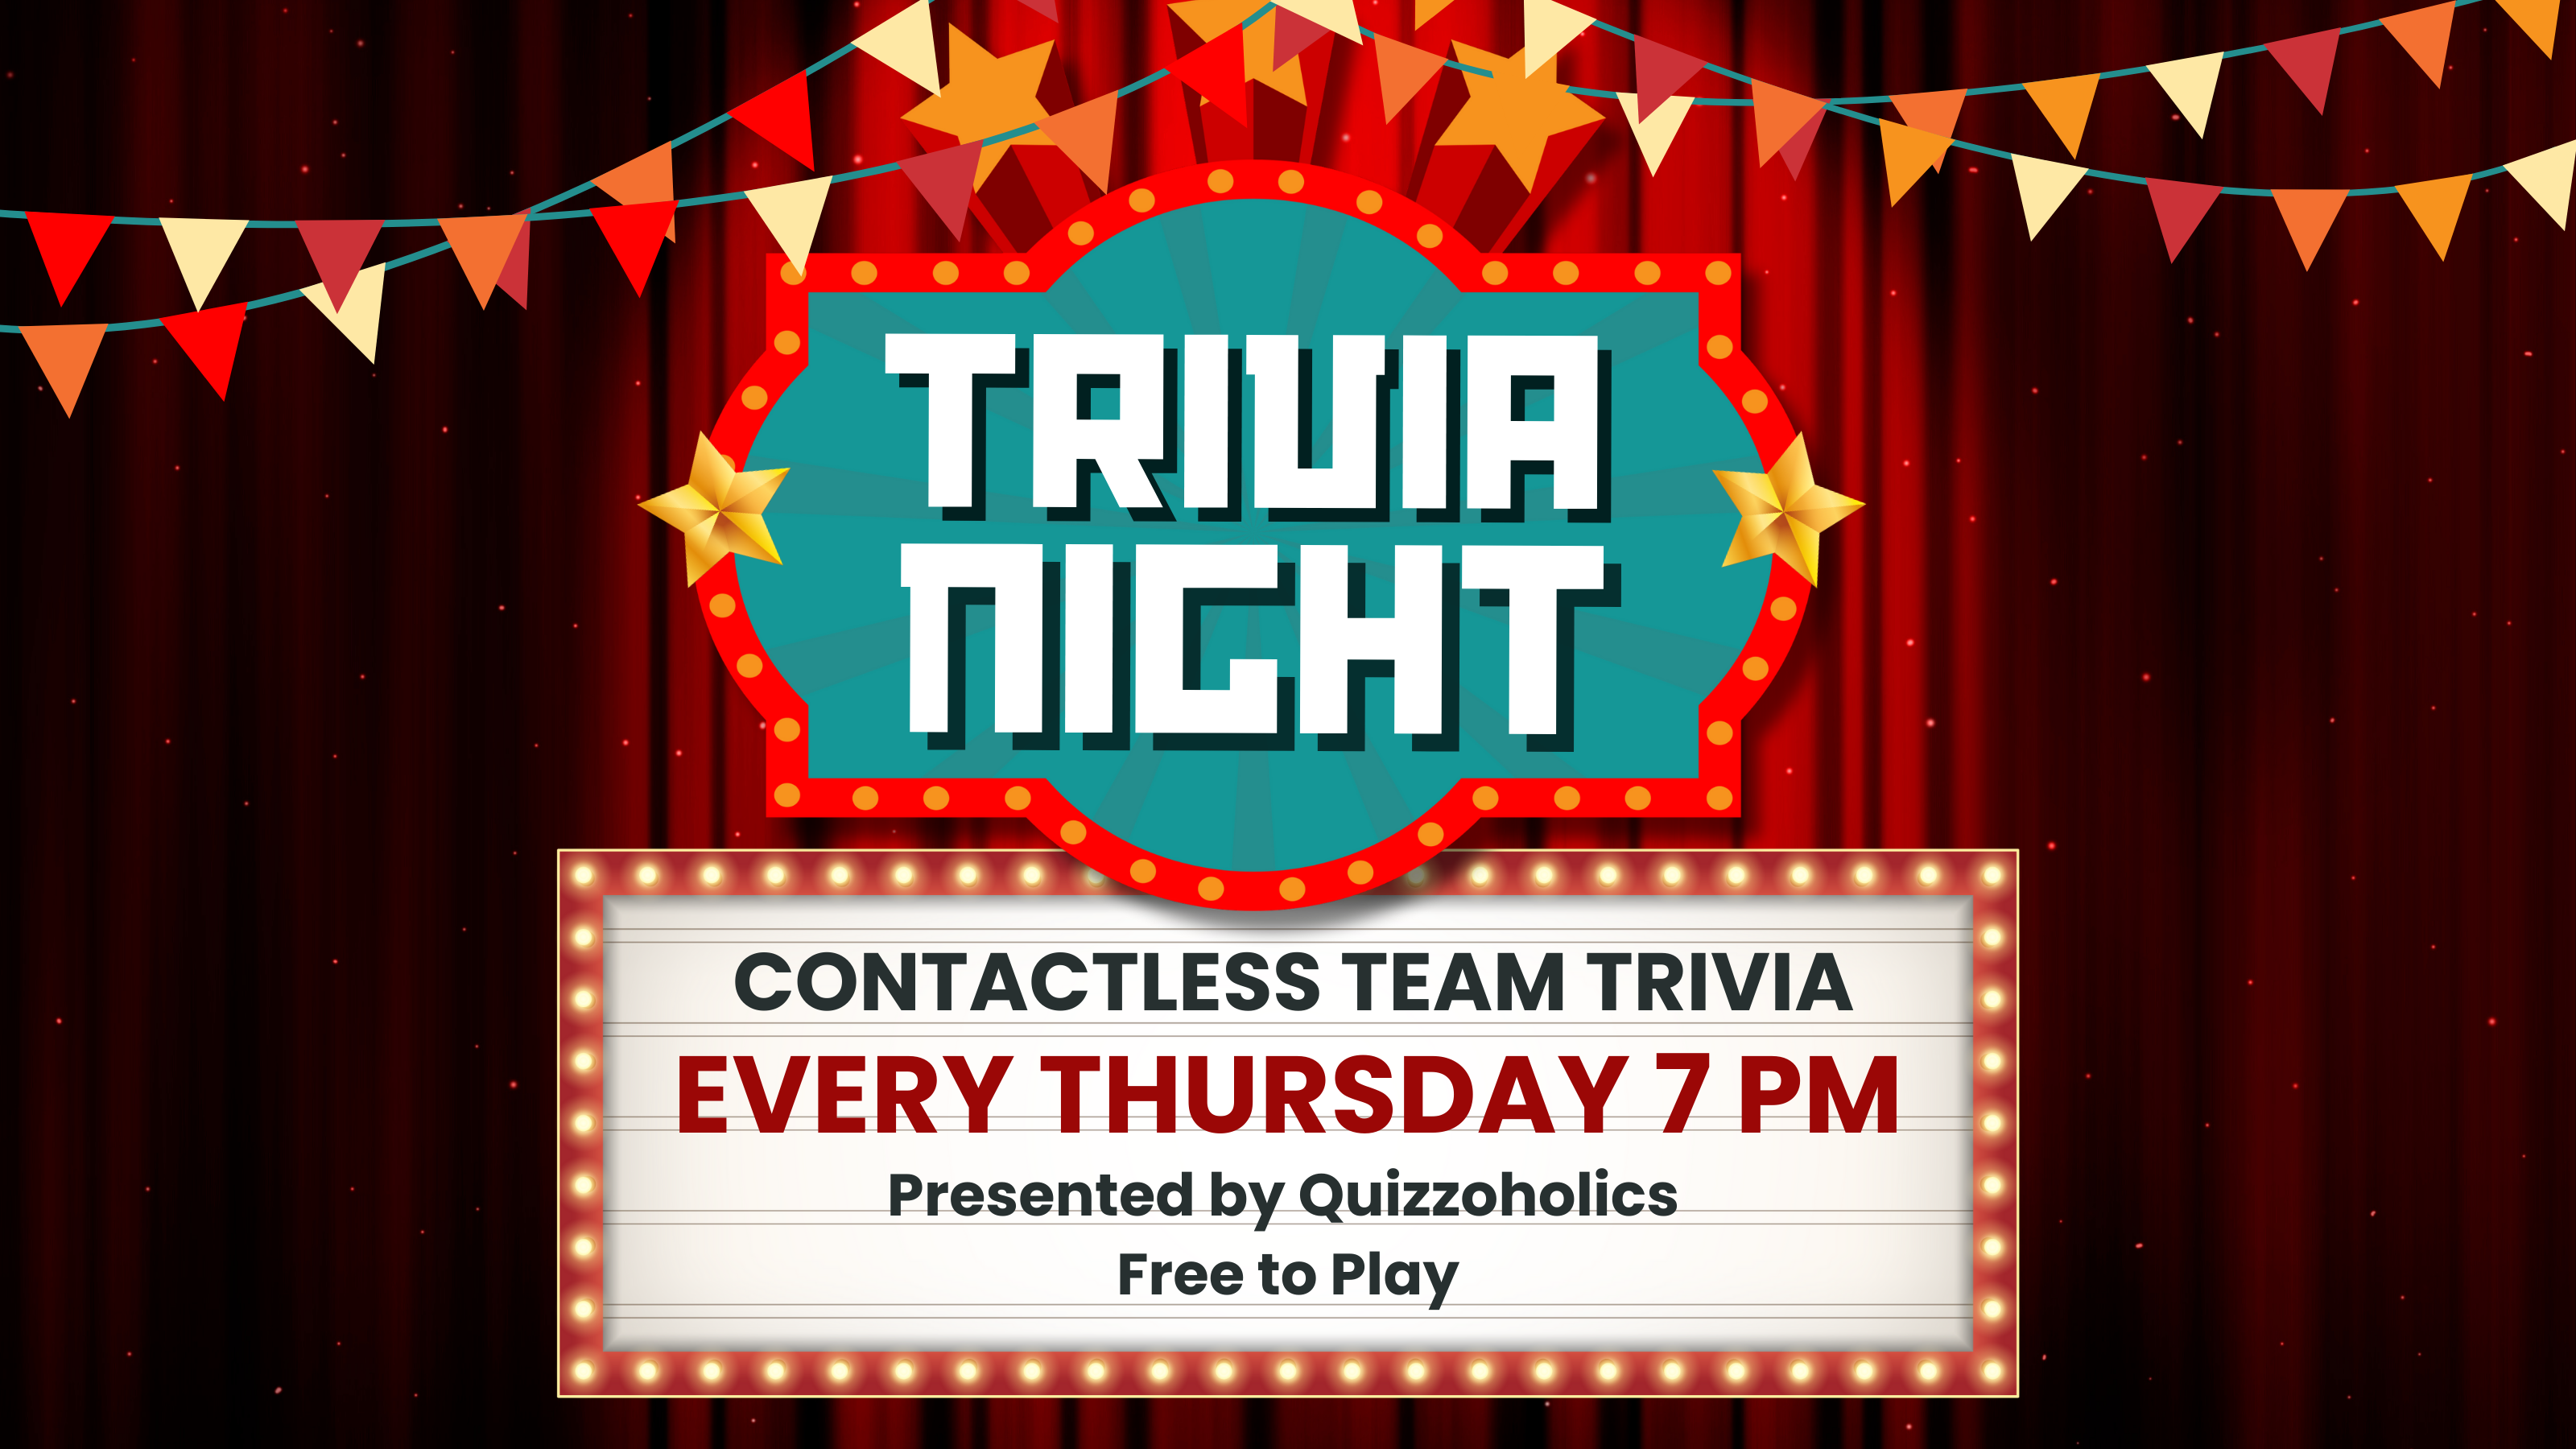 TRIVIA
NIGHT
CONTACTLESS TEAM TRIVIA
EVERY THURSDAY 7 PM
Presented by Quizzoholics
Free to Play